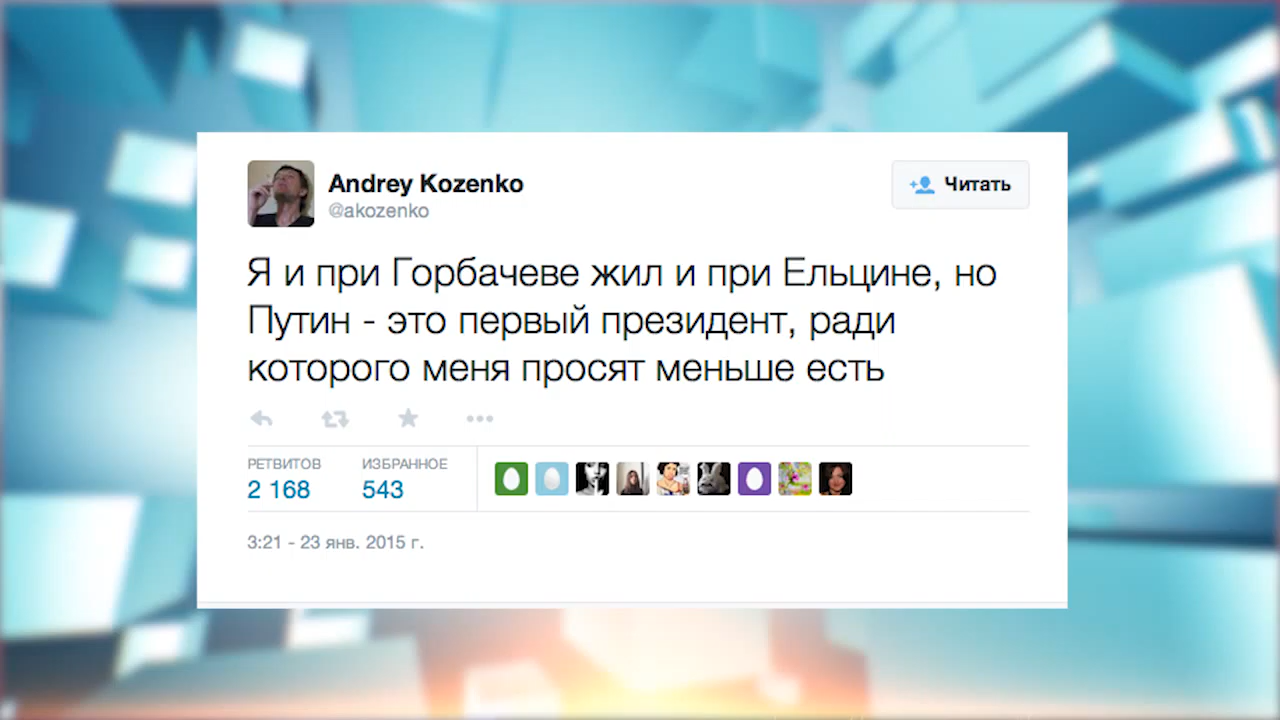 Andrey Kozenko
@akozenko
Читать
Я и при Горбачеве жил и при Ельцине, но
Путин - это первый президент, ради
которого меня просят меньше есть
РЕТВИТОВ ИЗБРАННОЕ
2 168 543
3:21 - 23 янв. 2015 г.